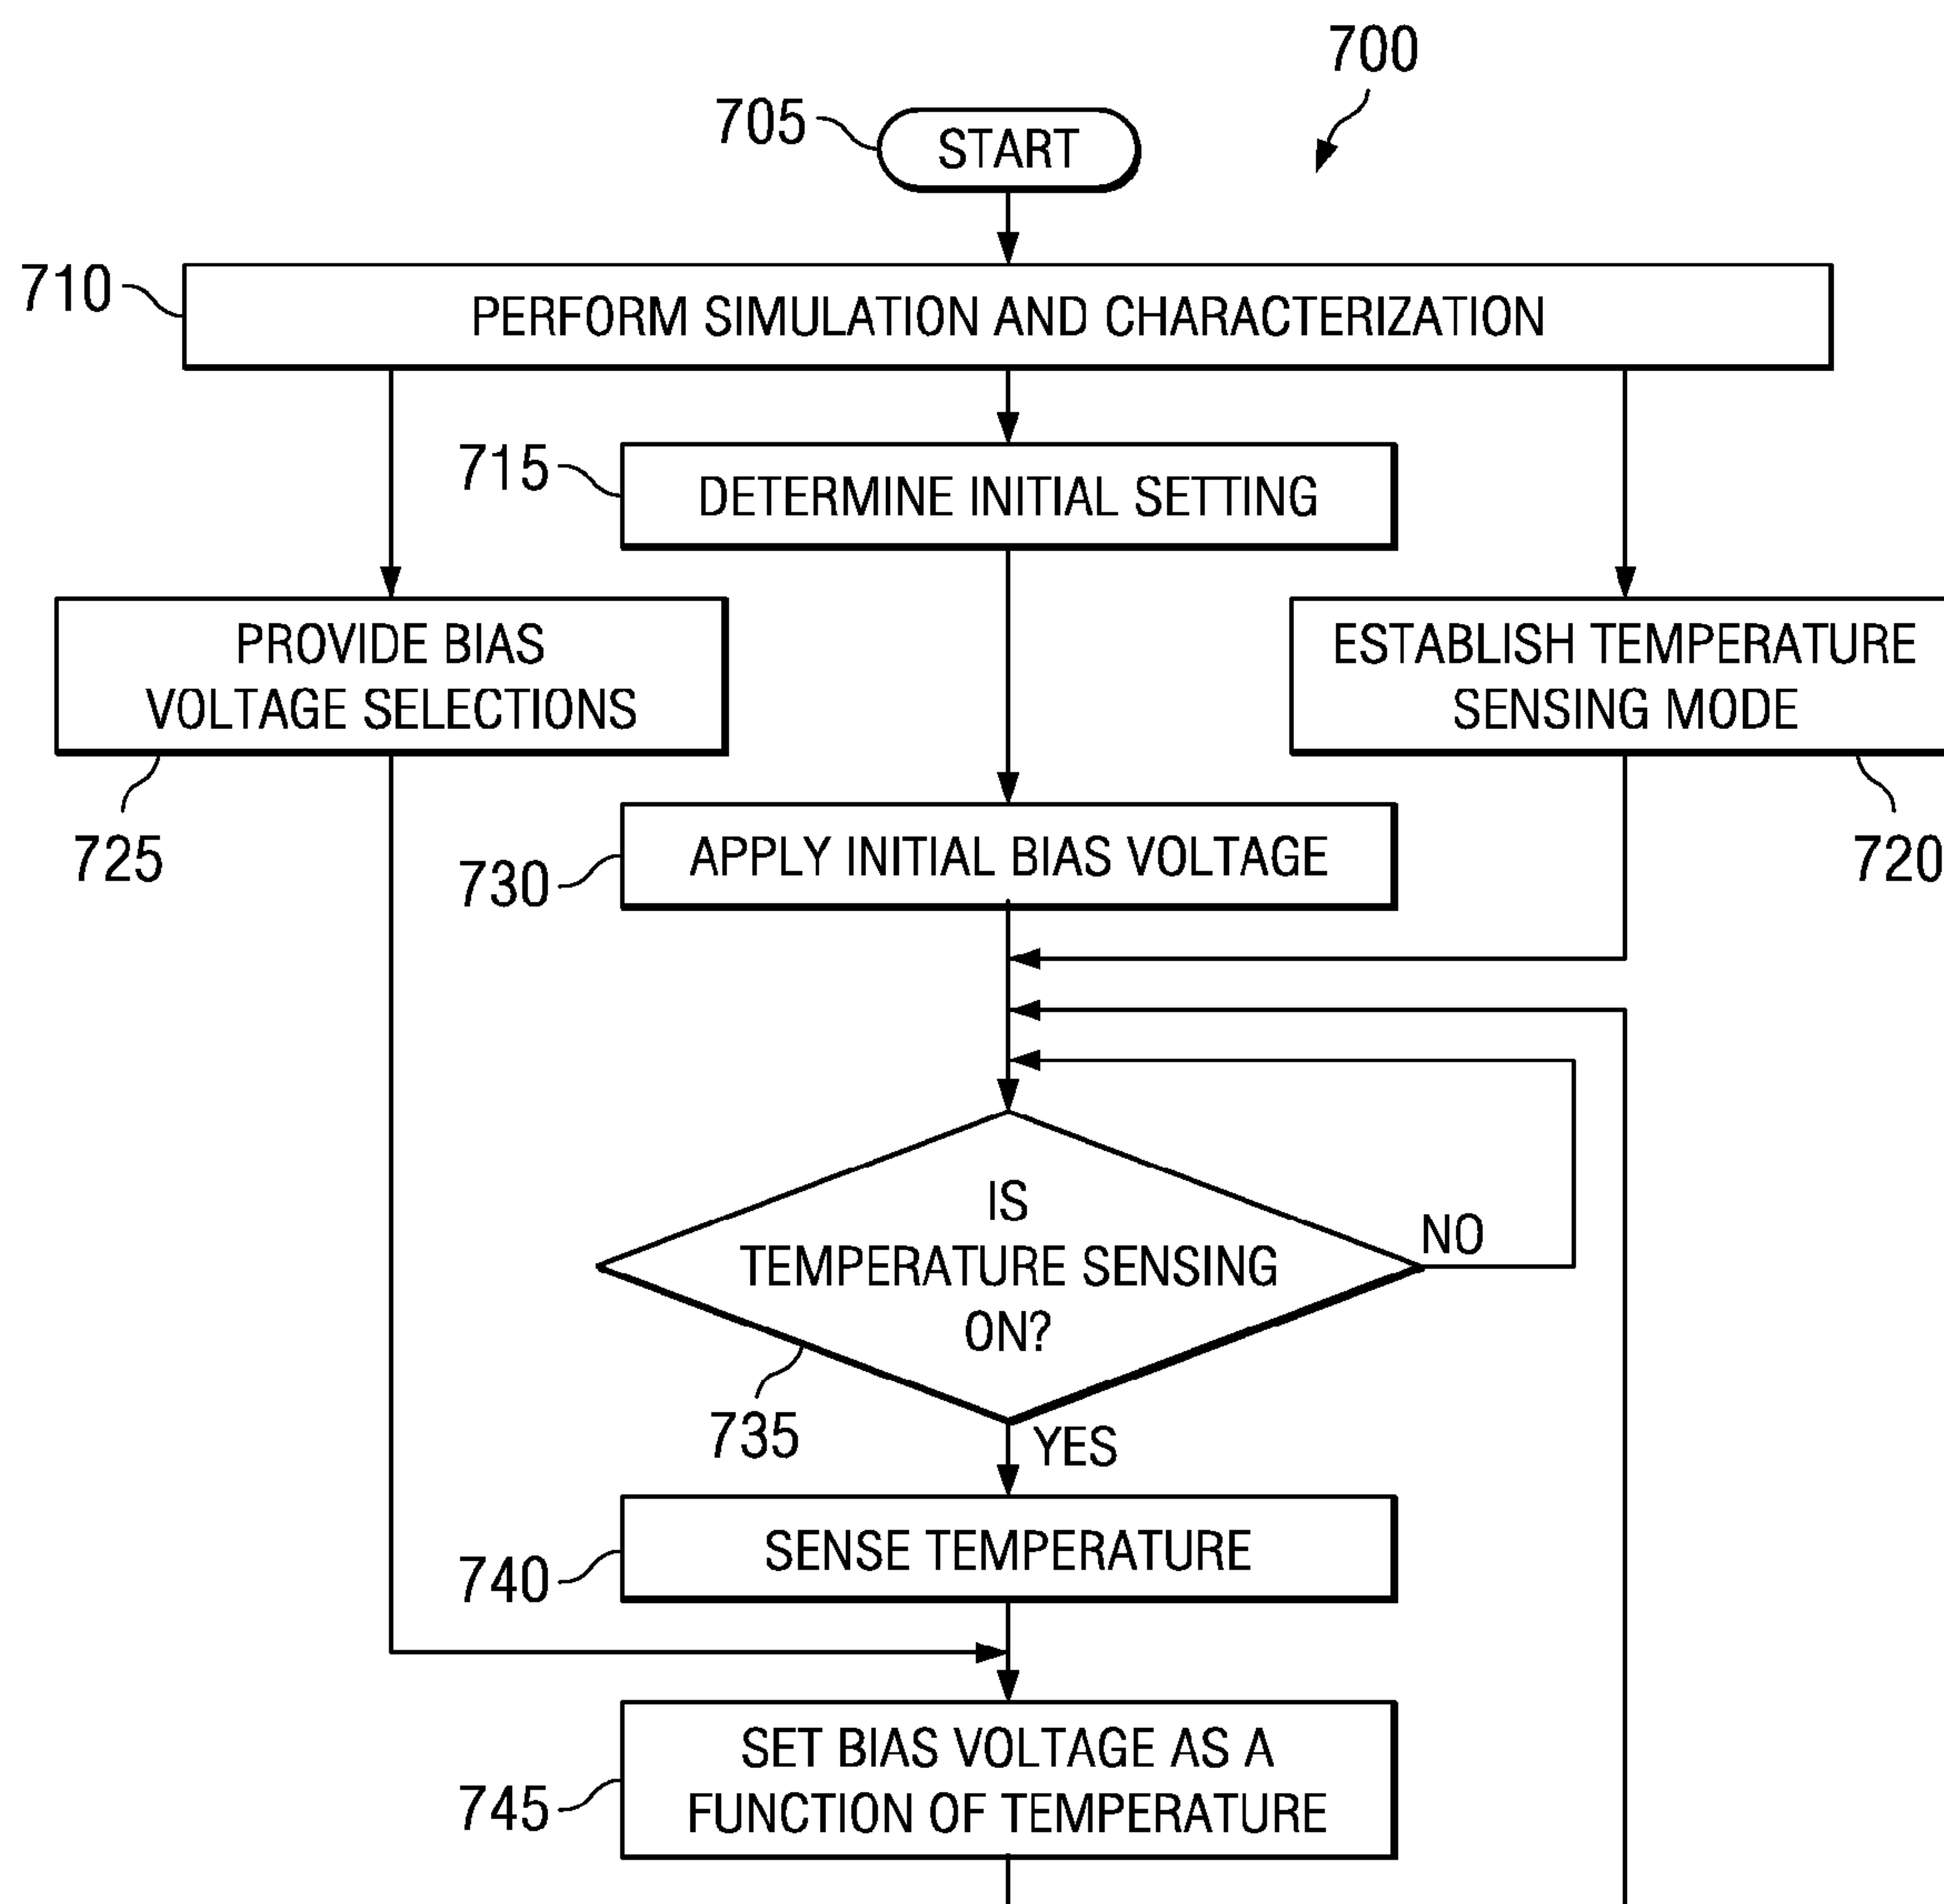 700
705
START
710
PERFORM SIMULATION AND CHARACTERIZATION
715
DETERMINE INITIAL SETTING
PROVIDE BIAS
VOLTAGE SELECTIONS
725
ESTABLISH TEMPERATURE
SENSING MODE
720
730
APPLY INITIAL BIAS VOLTAGE
IS
TEMPERATURE SENSING
ON?
NO
735
YES
740
SENSE TEMPERATURE
745
SET BIAS VOLTAGE AS A
FUNCTION OF TEMPERATURE